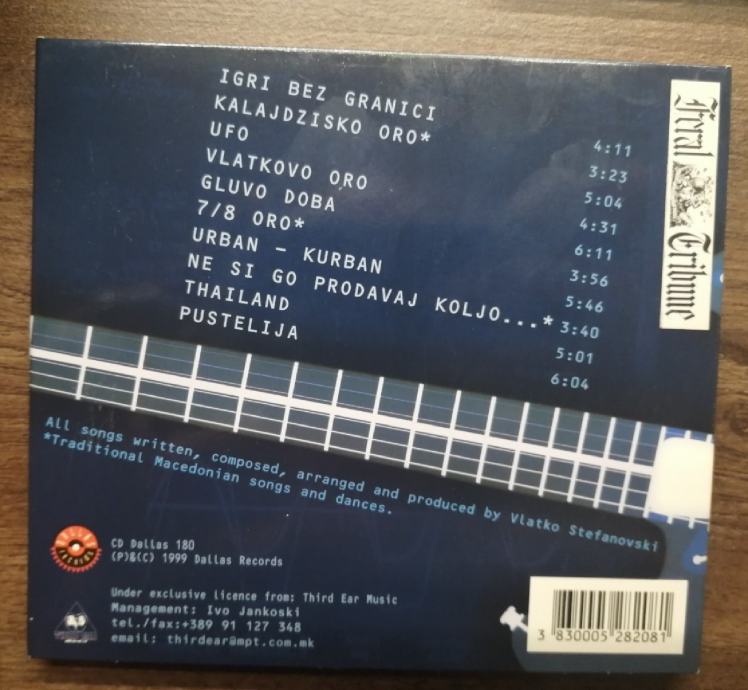 IGRI BEZ GRANICI 4:11
KALAJDZISKO ORO* 3:23
UFO 5:04
VLATKOVO ORO 4:31
GLUVO DOBA 6:11
7/8 ORO* 3:56
URBAN – KURBAN 5:46
NE SI GO PRODAVAJ KOLJO...* 3:40
THAILAND 5:01
PUSTELIJA 6:04
Feral Tribune
All songs written, composed, arranged and produced by Vlatko Stefanovski
*Traditional Macedonian songs and dances.
CD Dallas 180
(P)&(C) 1999 Dallas Records
Under exclusive licence from: Third Ear Music
Management: Ivo Jankoski
tel./fax:+389 91 127 348
email: thirdear@mpt.com.mk
3 830005 282081